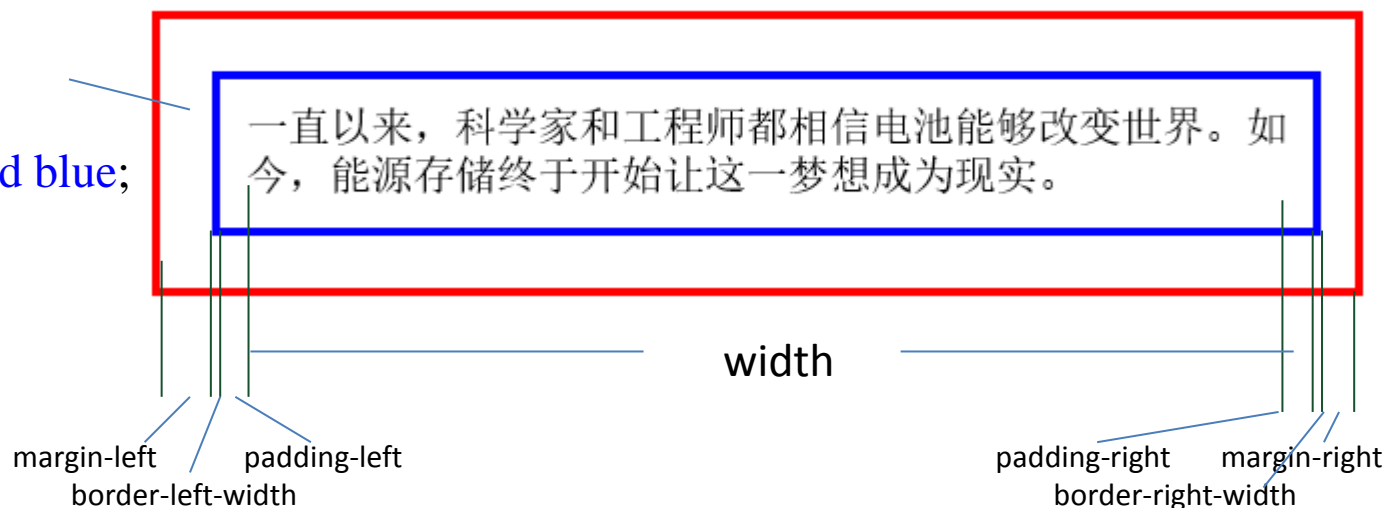 一直以来，科学家和工程师都相信电池能够改变世界。如
今，能源存储终于开始让这一梦想成为现实。
d blue;
width
margin-left
padding-left
border-left-width
padding-right
margin-right
border-right-width